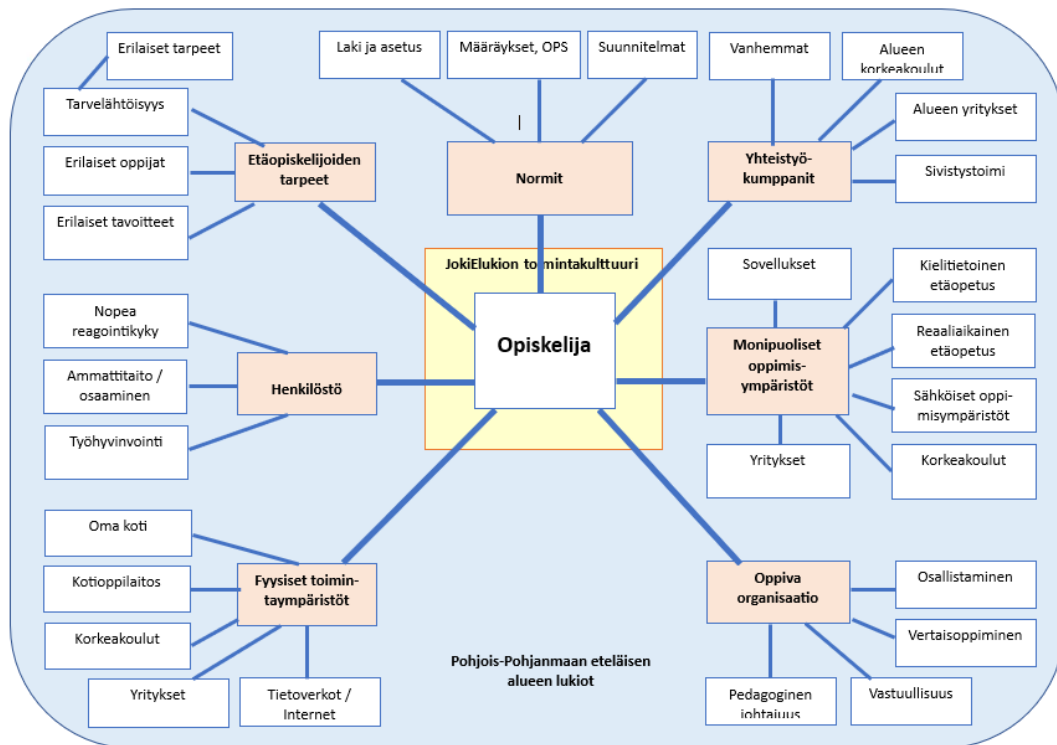 Erilaiset tarpeet
Tarvelähtöisyys
Erilaiset oppijat
Erilaiset tavoitteet
Etäopiskelijoiden
tarpeet
Laki ja asetus
Määräykset, OPS
Suunnitelmat
|
Normit
Vanhemmat
Alueen
korkeakoulut
Alueen yritykset
Sivistystoimi
Yhteistyö-
kumppanit
JokiElukion toimintakulttuuri
Opiskelija
Nopea
reagointikyky
Ammattitaito /
osaaminen
Työhyvinvointi
Henkilöstö
Sovellukset
Kielitietoinen
etäopetus
Reaaliaikainen
etäopetus
Sähköiset oppi-
misympäristöt
Korkeakoulut
Yritykset
Monipuoliset
oppimis-
ympäristöt
Oma koti
Kotioppilaitos
Korkeakoulut
Yritykset
Tietoverkot /
Internet
Fyysiset toimin-
taympäristöt
Oppiva
organisaatio
Osallistaminen
Vertaisoppiminen
Vastuullisuus
Pedagoginen
johtajuus
Pohjois-Pohjanmaan eteläisen
alueen lukiot